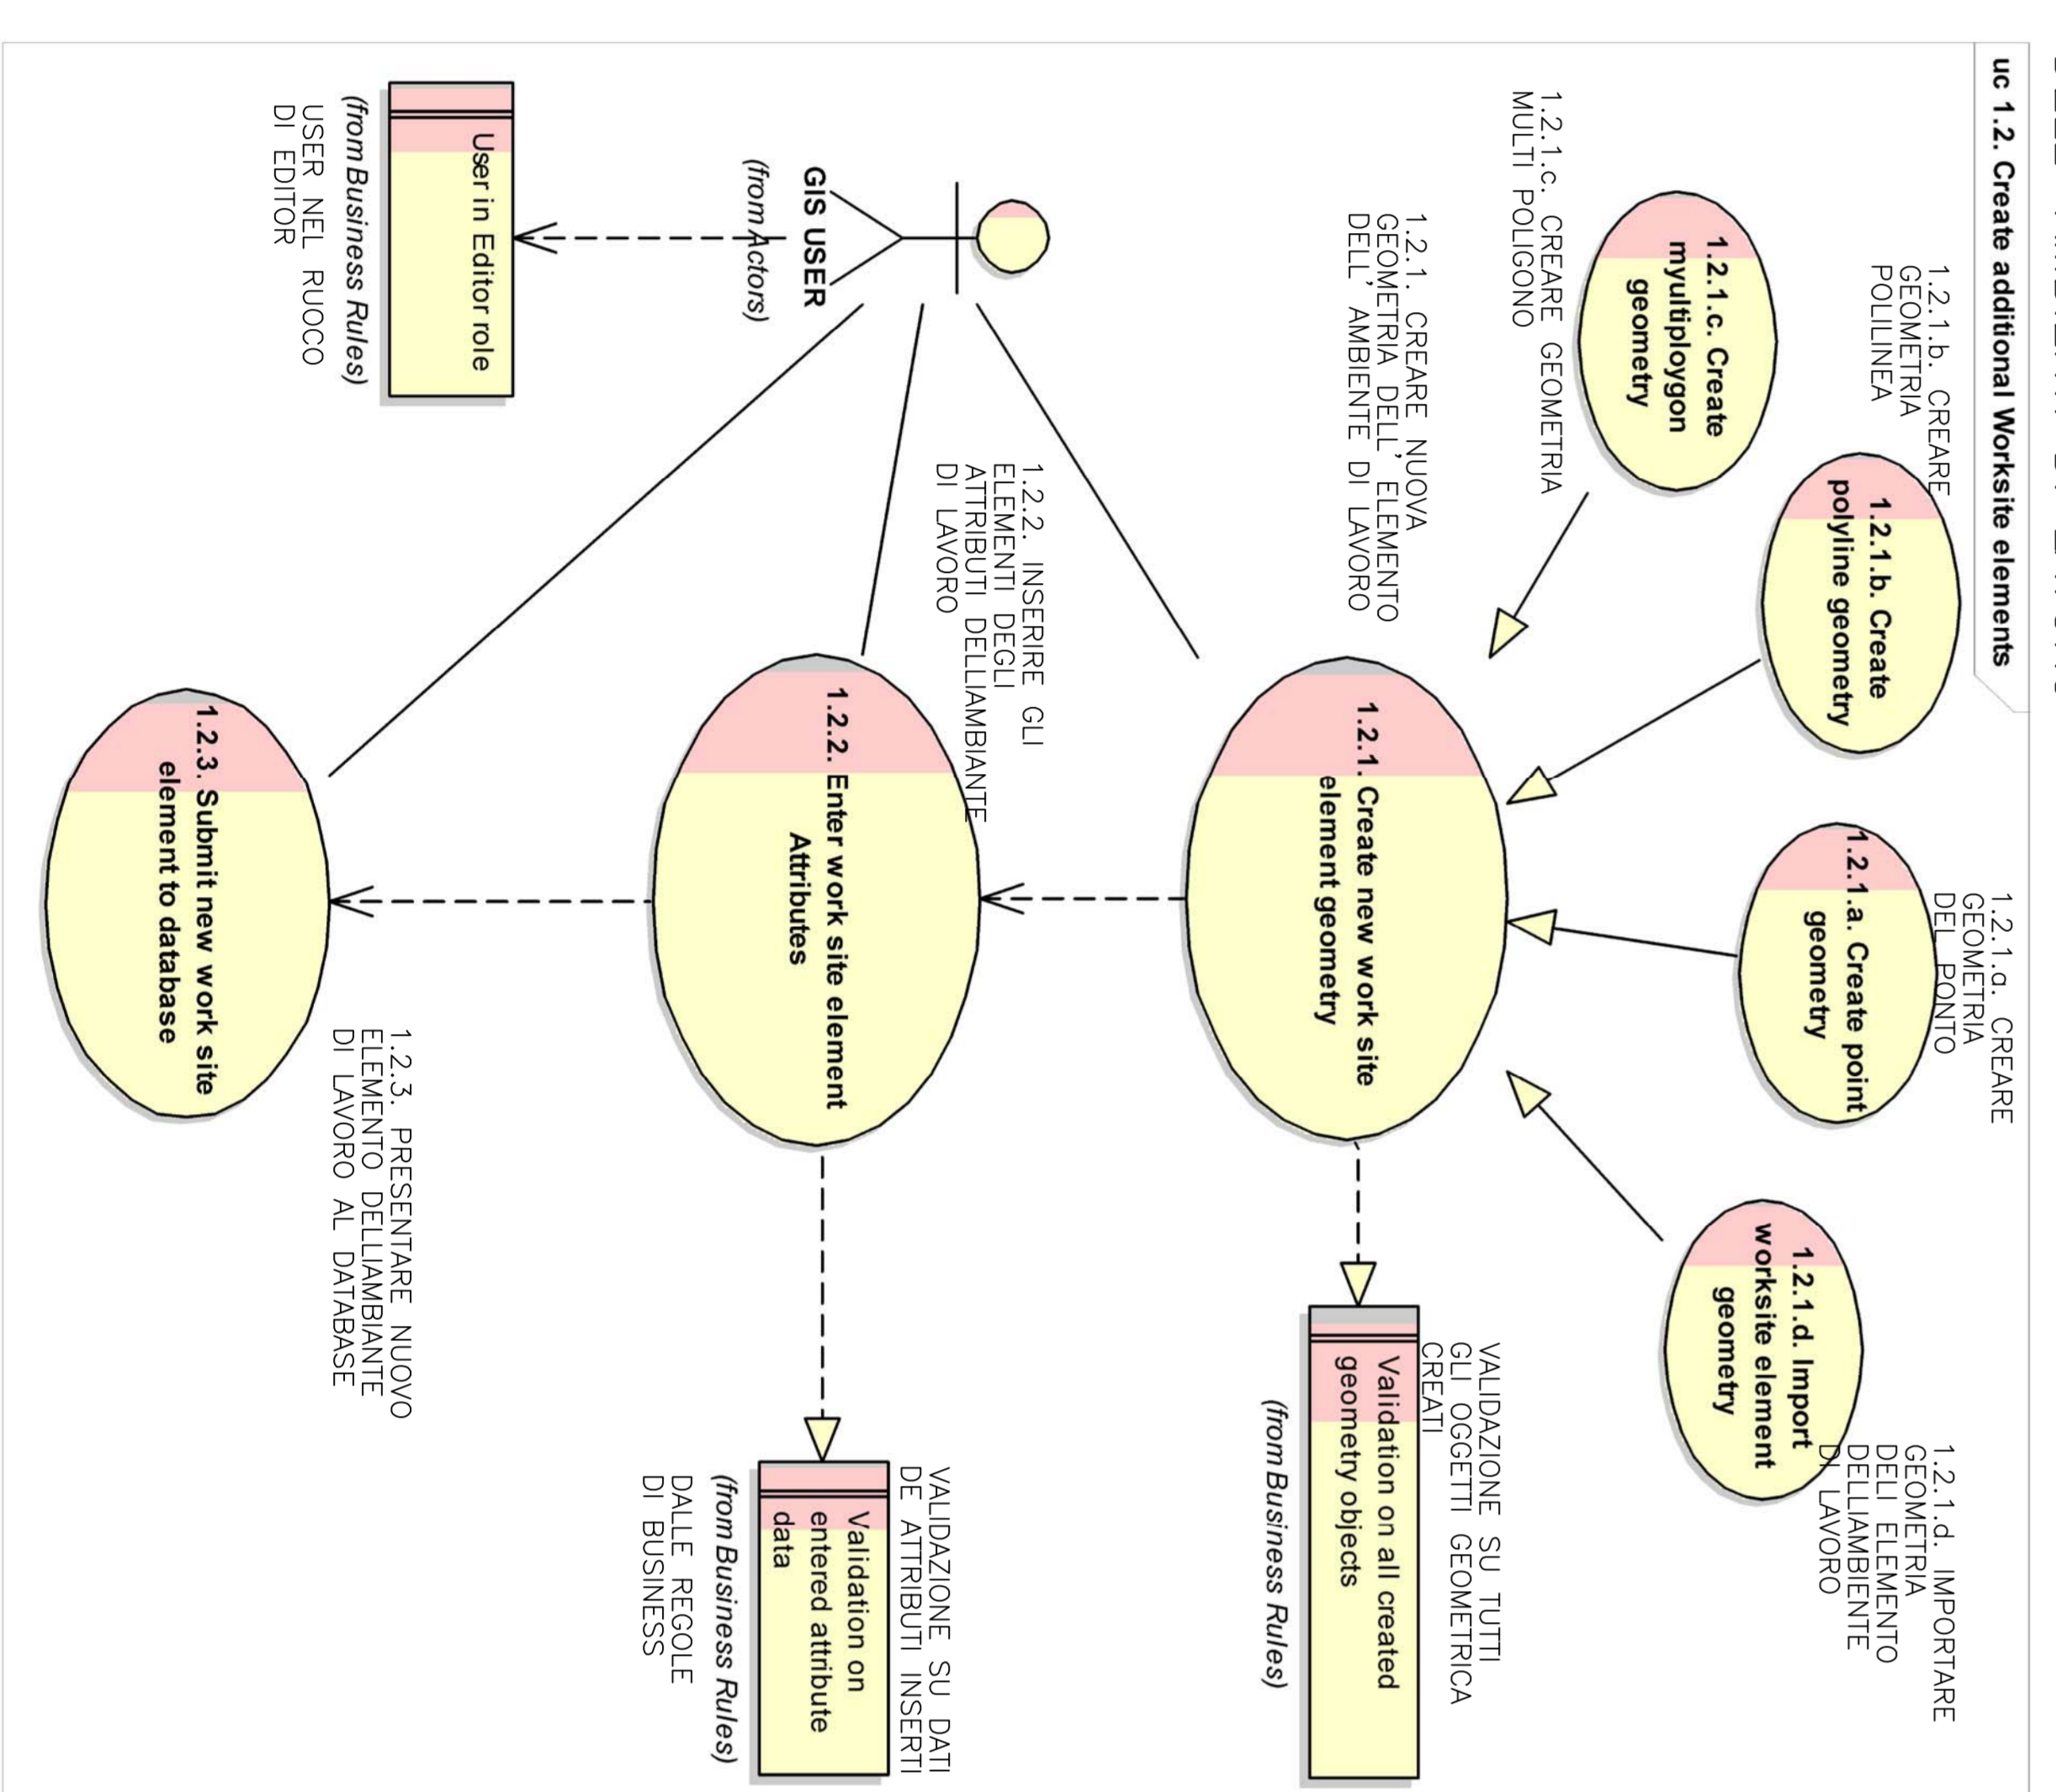 uc 1.2. Create additional Worksite elements
1.2.1.b. CREARE
GEOMETRIA
POLILINEA
1.2.1.b. Create
polyline geometry
1.2.1.a. CREARE
GEOMETRIA
DEL PONTO
1.2.1.a. Create point
geometry
1.2.1.d. IMPORTARE
GEOMETRIA
DELI ELEMENTO
DELLIAMBIENTE
DI LAVORO
1.2.1.d. Import
worksite element
geometry
1.2.1.c. Create
myultiploygon
geometry
1.2.1.c. CREARE GEOMETRIA
MULTI POLIGONO
1.2.1. CREARE NUOVA
GEOMETRIA DELL' ELEMENTO
DELL' AMBIENTE DI LAVORO
1.2.1. Create new work site
element geometry
VALIDAZIONE SU TUTTI
GLI OGGETTI GEOMETRICA
CREATI
Validation on all created
geometry objects
(from Business Rules)
1.2.2. INSERIRE GLI
ELEMENTI DEGLI
ATTRIBUTI DELLIAMBIANTE
DI LAVORO
GIS USER
(from Actors)
1.2.2. Enter work site element
Attributes
VALIDAZIONE SU DATI
DE ATTRIBUTI INSERTI
Validation on
entered attribute
data
(from Business Rules)
DALLE REGOLE
DI BUSINESS
User in Editor role
(from Business Rules)
USER NEL RUOCO
DI EDITOR
1.2.3. PRESENTARE NUOVO
ELEMENTO DELLIAMBIANTE
DI LAVORO AL DATABASE
1.2.3. Submit new work site
element to database